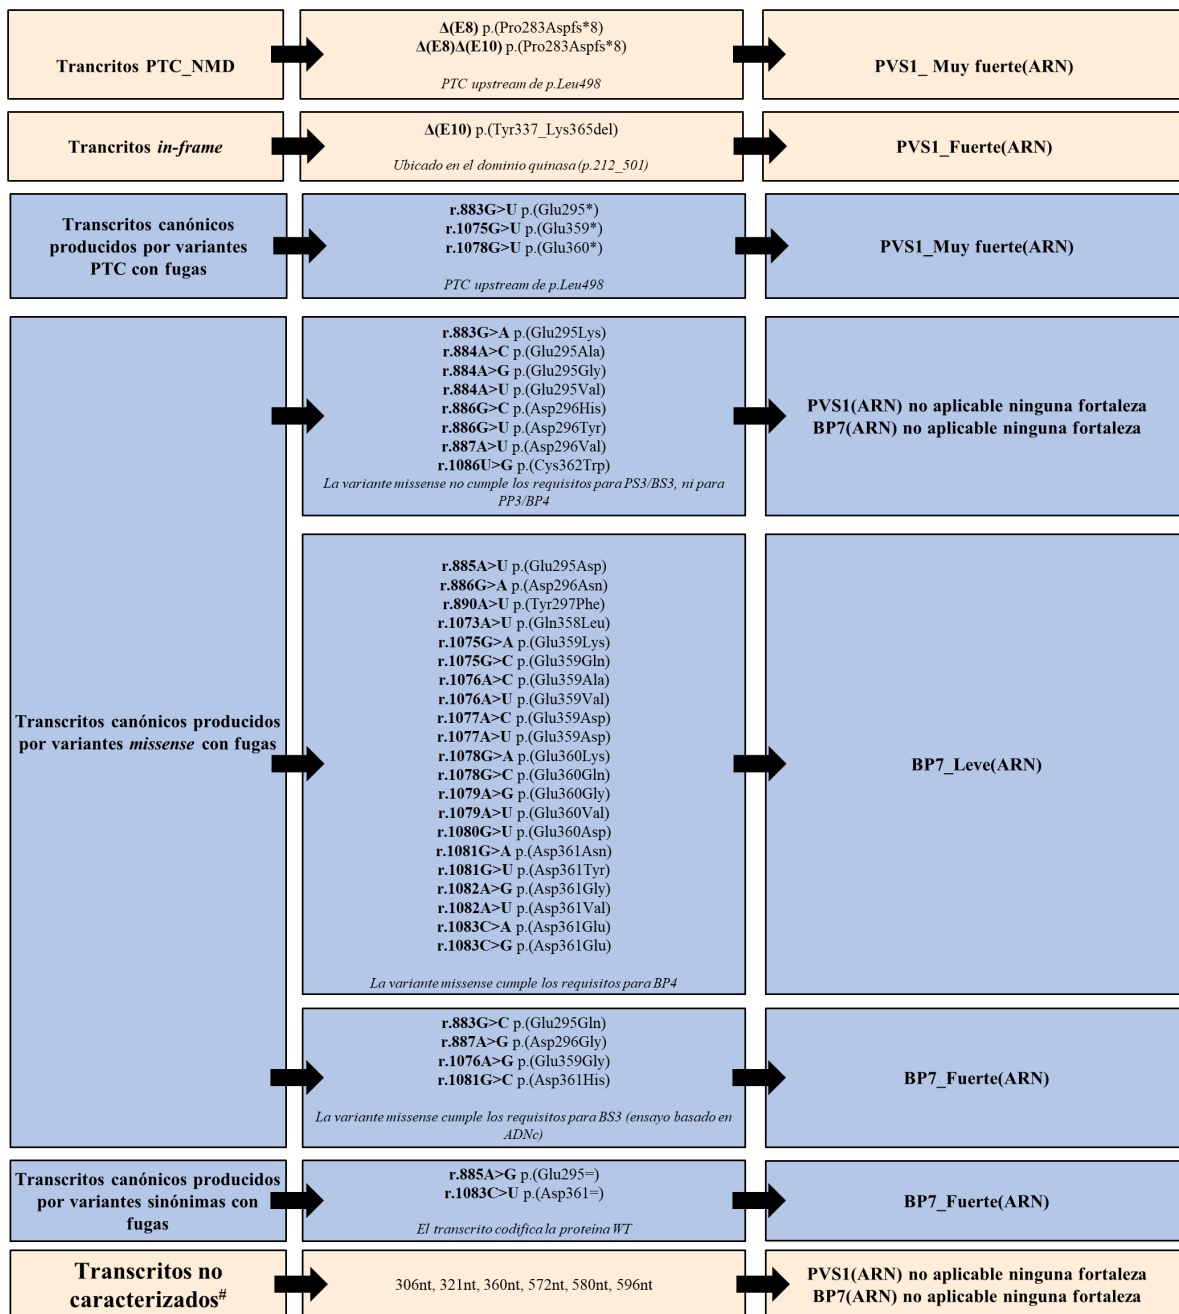 Trancritos PTC_NMD
Δ(E8) p.(Pro283Aspfs*8)
Δ(E8)Δ(E10) p.(Pro283Aspfs*8)
PTC upstream de p.Leu498
PVS1_ Muy fuerte(ARN)
Trancritos in-frame
Δ(E10) p.(Tyr337_Lys365del)
Ubicado en el dominio quinasa (p.212_501)
PVS1_Fuerte(ARN)
Transcritos canónicos
producidos por variantes
PTC con fugas
r.883G>U p.(Glu295*)
r.1075G>U p.(Glu359*)
r.1078G>U p.(Glu360*)
PTC upstream de p.Leu498
PVS1_Muy fuerte(ARN)
Transcritos canónicos producidos
por variantes missense con fugas
r.883G>A p.(Glu295Lys)
r.884A>C p.(Glu295Ala)
r.884A>G p.(Glu295Gly)
r.884A>U p.(Glu295Val)
r.886G>C p.(Asp296His)
r.886G>U p.(Asp296Tyr)
r.887A>U p.(Asp296Val)
r.1086U>G p.(Cys362Trp)
La variante missense no cumple los requisitos para PS3/BS3, ni para
PP3/BP4
PVS1(ARN) no aplicable ninguna fortaleza
BP7(ARN) no aplicable ninguna fortaleza
r.885A>U p.(Glu295Asp)
r.886G>A p.(Asp296Asn)
r.890A>U p.(Tyr297Phe)
r.1073A>U p.(Gln358Leu)
r.1075G>A p.(Glu359Lys)
r.1075G>C p.(Glu359Gln)
r.1076A>C p.(Glu359Ala)
r.1076A>U p.(Glu359Val)
r.1077A>C p.(Glu359Asp)
r.1077A>U p.(Glu359Asp)
r.1078G>A p.(Glu360Lys)
r.1078G>C p.(Glu360Gln)
r.1079A>G p.(Glu360Gly)
r.1079A>U p.(Glu360Val)
r.1080G>U p.(Glu360Asp)
r.1081G>A p.(Asp361Asn)
r.1081G>U p.(Asp361Tyr)
r.1082A>G p.(Asp361Gly)
r.1082A>U p.(Asp361Val)
r.1083C>A p.(Asp361Glu)
r.1083C>G p.(Asp361Glu)
La variante missense cumple los requisitos para BP4
BP7_Leve(ARN)
r.883G>C p.(Glu295Gln)
r.887A>G p.(Asp296Gly)
r.1076A>G p.(Glu359Gly)
r.1081G>C p.(Asp361His)
La variante missense cumple los requisitos para BS3 (ensayo basado en
ADNc)
BP7_Fuerte(ARN)
Transcritos canónicos producidos
por variantes sinónimas con
fugas
r.885A>G p.(Glu295=)
r.1083C>U p.(Asp361=)
El transcrito codifica la proteína WT
BP7_Fuerte(ARN)
Transcritos no
caracterizados#
306nt, 321nt, 360nt, 572nt, 580nt, 596nt
PVS1(ARN) no aplicable ninguna fortaleza
BP7(ARN) no aplicable ninguna fortaleza